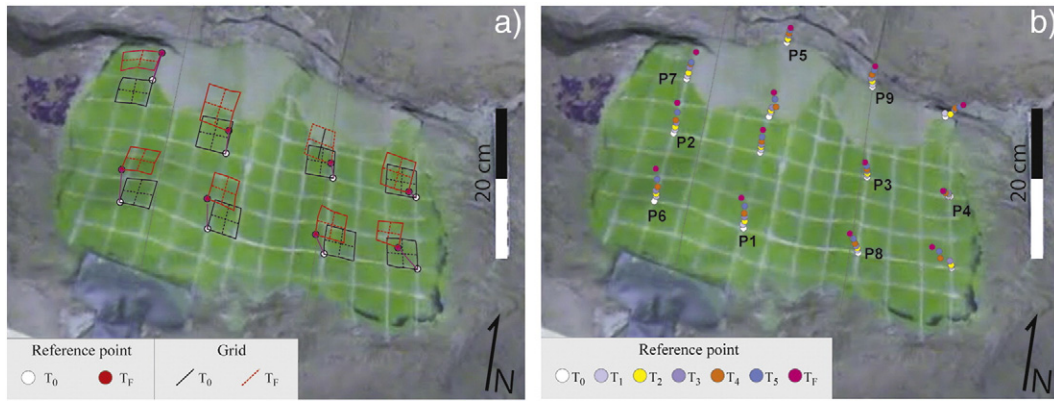 a)
20 cm
N
Reference point
Grid
T0 TF T0 TF
b)
P5
P7
P9
P2
P3
P4
P6
P1
P8
20 cm
N
Reference point
T0 T1 T2 T3 T4 T5 TF